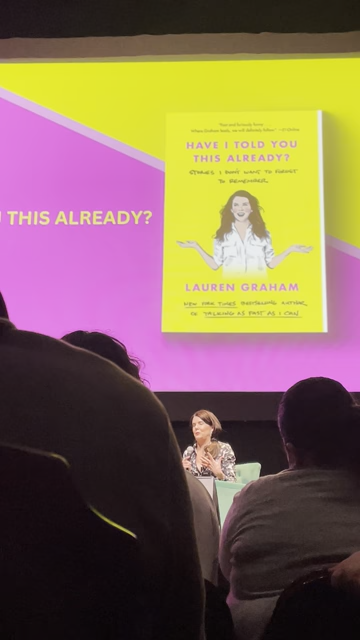 U THIS ALREADY?
HAVE I TOLD YOU
THIS ALREADY?
STORIES I DON'T WANT TO FORGET
TO REMEMBER
LAUREN GRAHAM
NEW YORK TIMES BESTSELLING AUTHOR
OF TALKING AS FAST AS I CAN